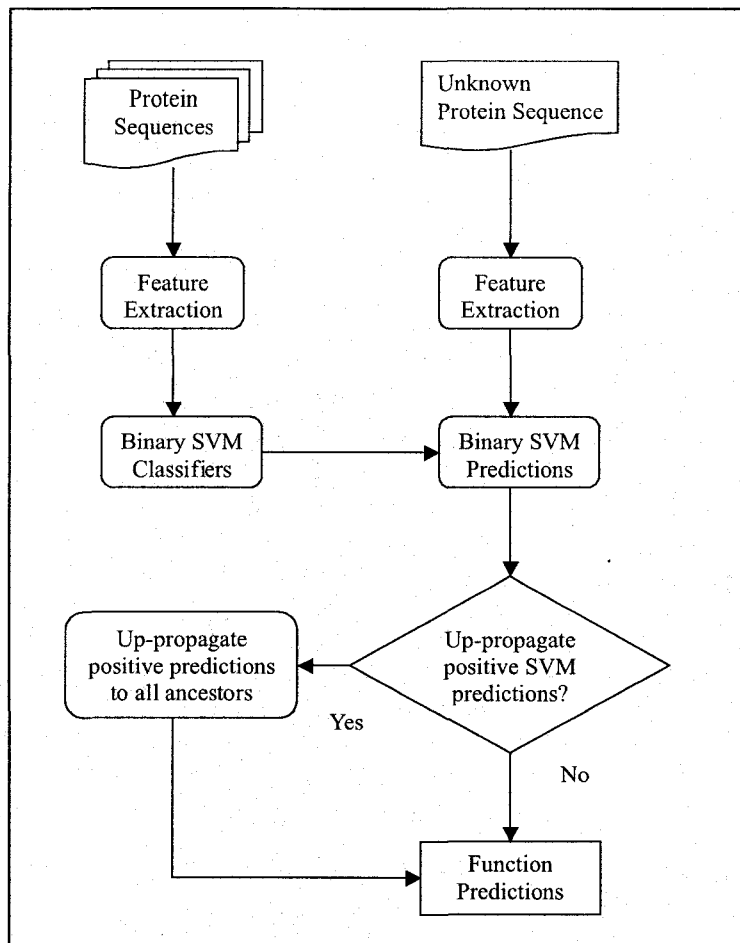 Protein
Sequences
Unknown
Protein Sequence
Feature
Extraction
Feature
Extraction
Binary SVM
Classifiers
Binary SVM
Predictions
Up-propagate
positive predictions
to all ancestors
Up-propagate
positive SVM
predictions?
Yes
No
Function
Predictions